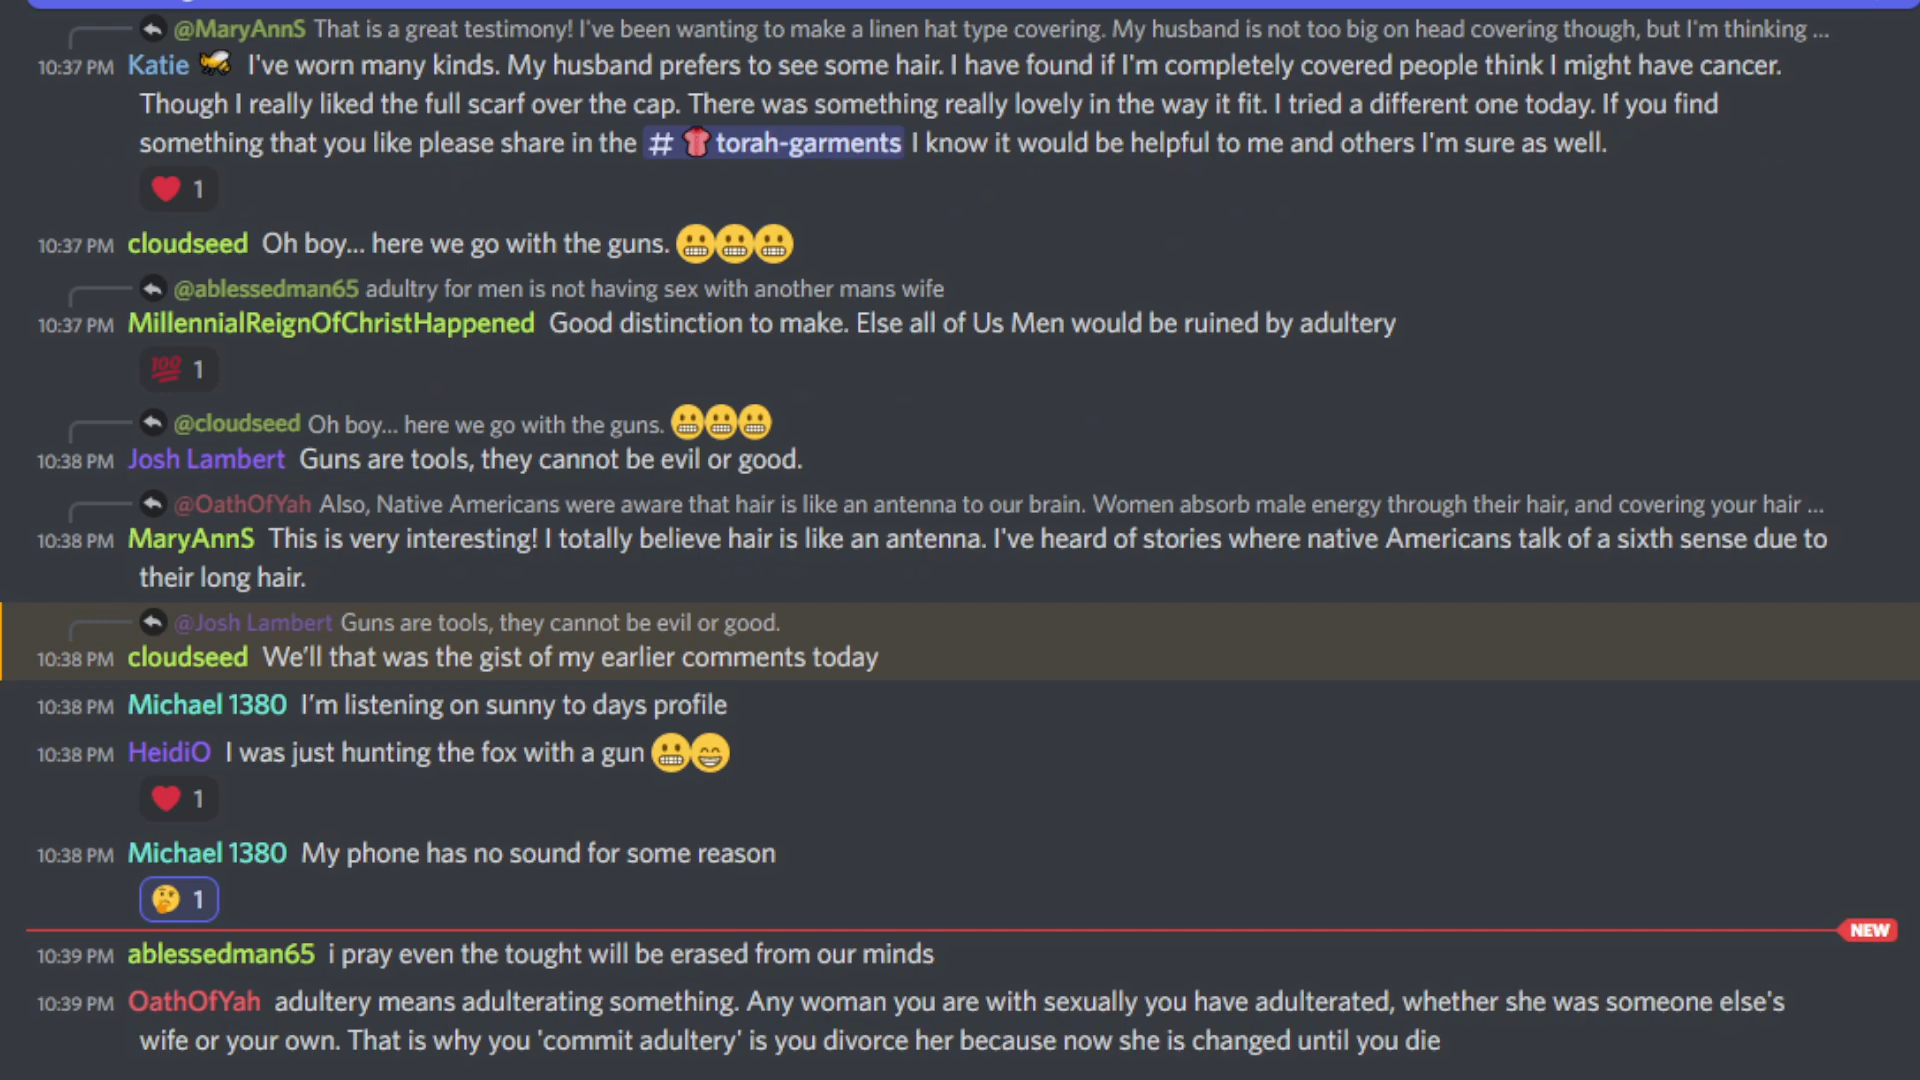 @MaryAnnS That is a great testimony! I've been wanting to make a linen hat type covering. My husband is not too big on head covering though, but I'm thinking ...
10:37 PM Katie I've worn many kinds. My husband prefers to see some hair. I have found if I'm completely covered people think I might have cancer.
Though I really liked the full scarf over the cap. There was something really lovely in the way it fit. I tried a different one today. If you find
something that you like please share in the # torah-garments I know it would be helpful to me and others I'm sure as well.
❤️ 1
10:37 PM cloudseed Oh boy... here we go with the guns. 😬😬😬
@ablessedman65 adultry for men is not having sex with another mans wife
10:37 PM MillennialReignOfChristHappened Good distinction to make. Else all of Us Men would be ruined by adultery
💯 1
@cloudseed Oh boy... here we go with the guns. 😬😬😬
10:38 PM Josh Lambert Guns are tools, they cannot be evil or good.
@OathOfYah Also, Native Americans were aware that hair is like an antenna to our brain. Women absorb male energy through their hair, and covering your hair ...
10:38 PM MaryAnnS This is very interesting! I totally believe hair is like an antenna. I've heard of stories where native Americans talk of a sixth sense due to
their long hair.
@Josh Lambert Guns are tools, they cannot be evil or good.
10:38 PM cloudseed We'll that was the gist of my earlier comments today
10:38 PM Michael 1380 I'm listening on sunny to days profile
10:38 PM HeidiO I was just hunting the fox with a gun 😬😁
❤️ 1
10:38 PM Michael 1380 My phone has no sound for some reason
🤔 1
NEW
10:39 PM ablessedman65 i pray even the tought will be erased from our minds
10:39 PM OathOfYah adultery means adulterating something. Any woman you are with sexually you have adulterated, whether she was someone else's
wife or your own. That is why you 'commit adultery' is you divorce her because now she is changed until you die